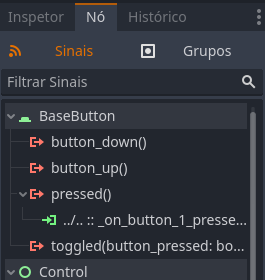 Inspetor Nó Histórico
Sinais Grupos
Filtrar Sinais
BaseButton
button_down()
button_up()
pressed()
../.. :: _on_button_1_presse...
toggled(button_pressed: bo...
Control